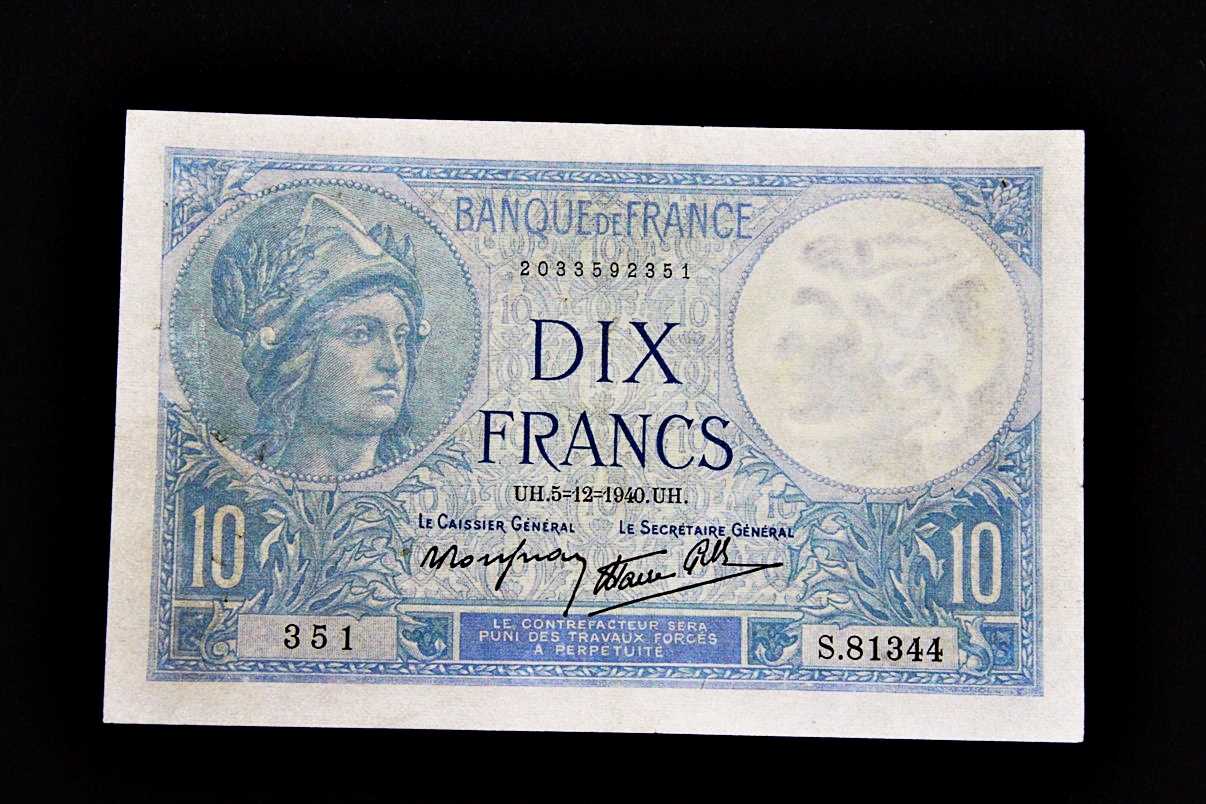 BANQUE DE FRANCE
2033592351
DIX
FRANCS
UH.5=12=1940.UH.
LE CAISSIER GÉNÉRAL LE SECRÉTAIRE GÉNÉRAL
10 10
351 LE CONTREFACTEUR SERA S.81344
PUNI DES TRAVAUX FORCÉS
À PERPÉTUITÉ